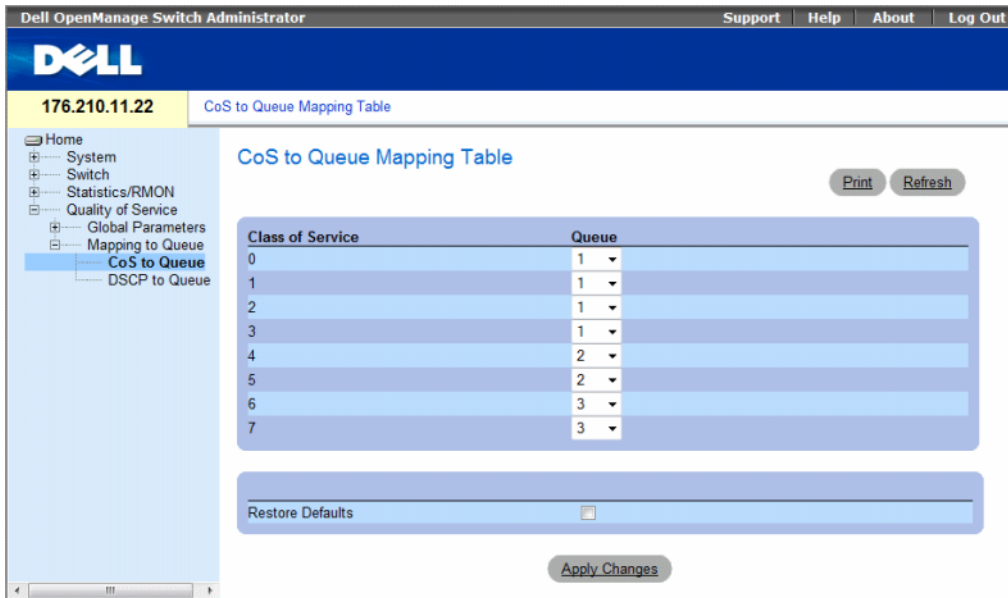 Dell OpenManage Switch Administrator
Support | Help | About | Log Out
DELL
176.210.11.22
CoS to Queue Mapping Table
Home
System
Switch
Statistics/RMON
Quality of Service
Global Parameters
Mapping to Queue
CoS to Queue
DSCP to Queue
CoS to Queue Mapping Table
Print Refresh
Class of Service Queue
0 1
1 1
2 1
3 1
4 2
5 2
6 3
7 3
Restore Defaults
Apply Changes